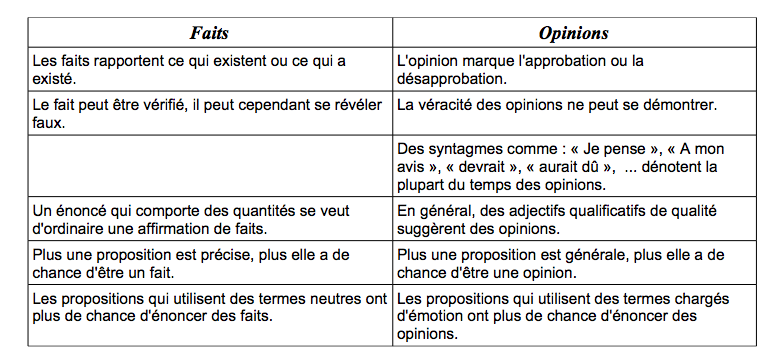 Faits
Opinions
Les faits rapportent ce qui existent ou ce qui a
existé.
L'opinion marque l'approbation ou la
désapprobation.
Le fait peut être vérifié, il peut cependant se révéler
faux.
La véracité des opinions ne peut se démontrer.
Des syntagmes comme : « Je pense », « A mon
avis », « devrait », « aurait dû », ... dénotent la
plupart du temps des opinions.
Un énoncé qui comporte des quantités se veut
d'ordinaire une affirmation de faits.
En général, des adjectifs qualificatifs de qualité
suggèrent des opinions.
Plus une proposition est précise, plus elle a de
chance d'être un fait.
Plus une proposition est générale, plus elle a de
chance d'être une opinion.
Les propositions qui utilisent des termes neutres ont
plus de chance d'énoncer des faits.
Les propositions qui utilisent des termes chargés
d'émotion ont plus de chance d'énoncer des
opinions.